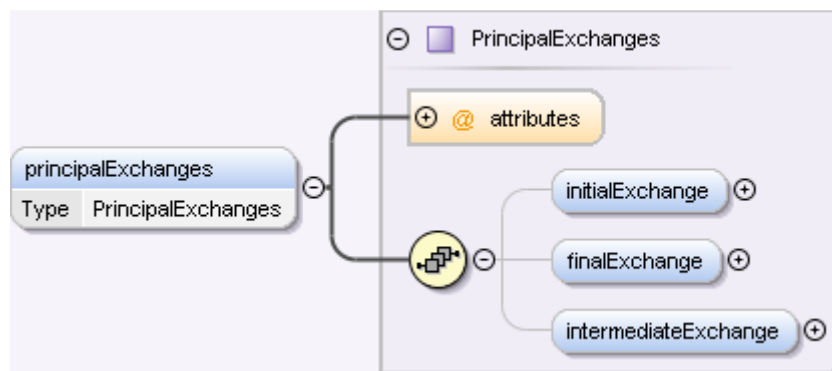 PrincipalExchanges
@ attributes
principalExchanges
Type PrincipalExchanges
initialExchange
finalExchange
intermediateExchange